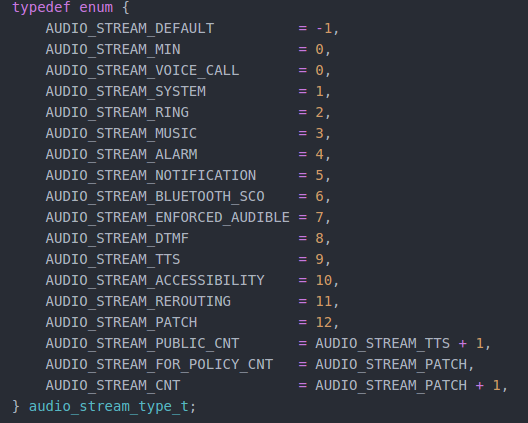 typedef enum {
    AUDIO_STREAM_DEFAULT          = -1,
    AUDIO_STREAM_MIN              = 0,
    AUDIO_STREAM_VOICE_CALL       = 0,
    AUDIO_STREAM_SYSTEM           = 1,
    AUDIO_STREAM_RING             = 2,
    AUDIO_STREAM_MUSIC            = 3,
    AUDIO_STREAM_ALARM            = 4,
    AUDIO_STREAM_NOTIFICATION     = 5,
    AUDIO_STREAM_BLUETOOTH_SCO    = 6,
    AUDIO_STREAM_ENFORCED_AUDIBLE = 7,
    AUDIO_STREAM_DTMF             = 8,
    AUDIO_STREAM_TTS              = 9,
    AUDIO_STREAM_ACCESSIBILITY    = 10,
    AUDIO_STREAM_REROUTING        = 11,
    AUDIO_STREAM_PATCH            = 12,
    AUDIO_STREAM_PUBLIC_CNT       = AUDIO_STREAM_TTS + 1,
    AUDIO_STREAM_FOR_POLICY_CNT   = AUDIO_STREAM_PATCH,
    AUDIO_STREAM_CNT              = AUDIO_STREAM_PATCH + 1,
} audio_stream_type_t;